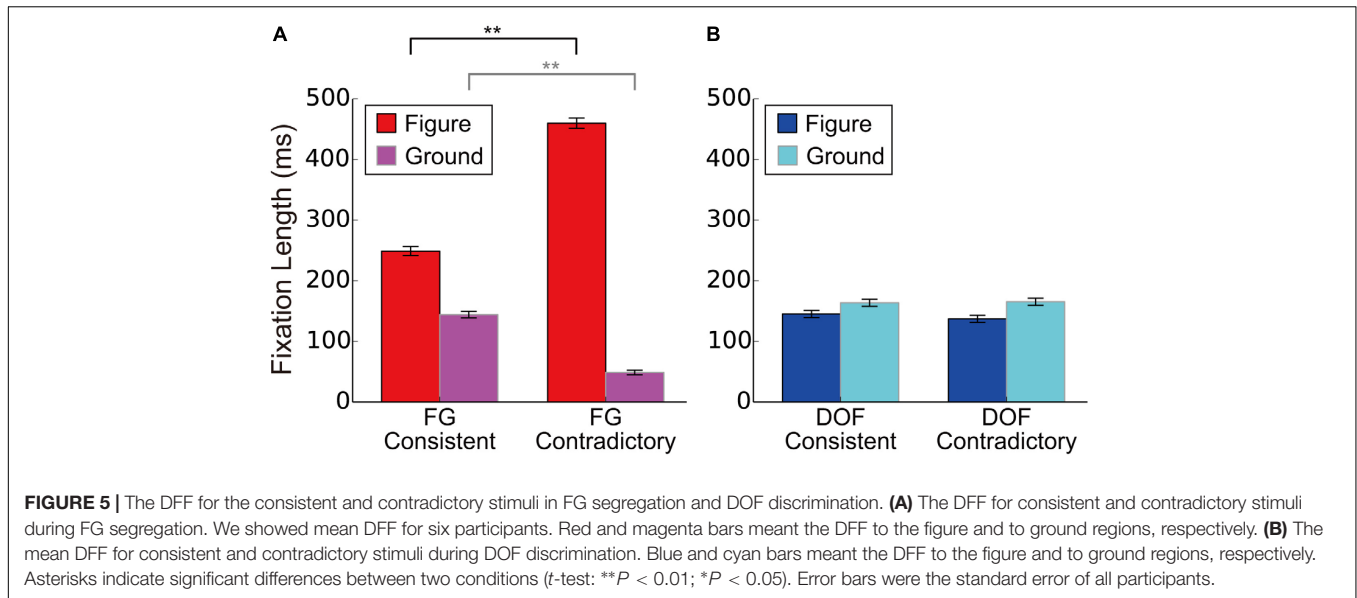 A
B
**
**
Fixation Length (ms)
500
400
300
200
100
0
Figure
Ground
FG
Consistent
FG
Contradictory
500
400
300
200
100
0
Figure
Ground
DOF
Consistent
DOF
Contradictory
FIGURE 5 | The DFF for the consistent and contradictory stimuli in FG segregation and DOF discrimination. (A) The DFF for consistent and contradictory stimuli
during FG segregation. We showed mean DFF for six participants. Red and magenta bars meant the DFF to the figure and to ground regions, respectively. (B) The
mean DFF for consistent and contradictory stimuli during DOF discrimination. Blue and cyan bars meant the DFF to the figure and to ground regions, respectively.
Asterisks indicate significant differences between two conditions (t-test: **P < 0.01; *P < 0.05). Error bars were the standard error of all participants.